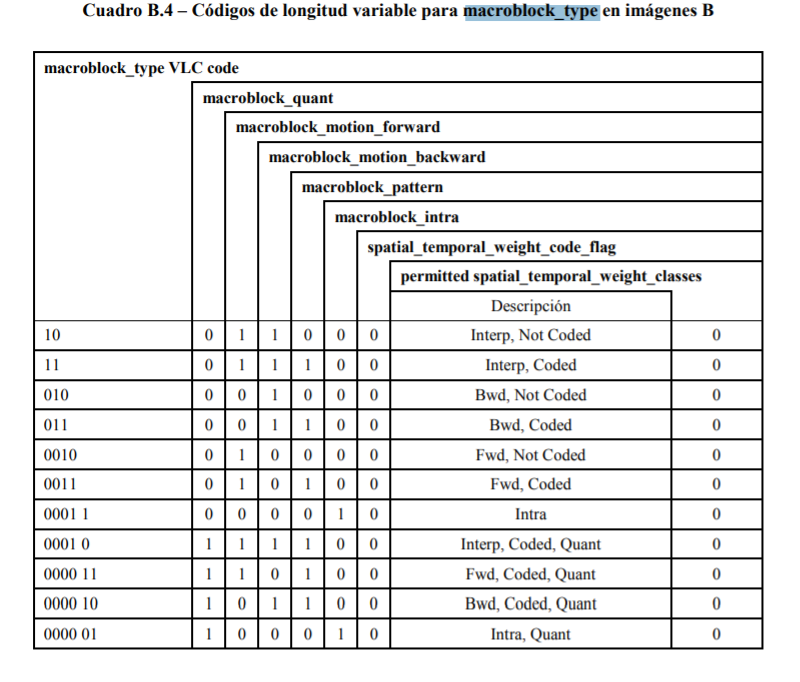 Cuadro B.4 – Códigos de longitud variable para macroblock_type en imágenes B
macroblock_type VLC code
macroblock_quant
macroblock_motion_forward
macroblock_motion_backward
macroblock_pattern
macroblock_intra
spatial_temporal_weight_code_flag
permitted spatial_temporal_weight_classes
Descripción
10 0 1 1 0 0 0 Interp, Not Coded 0
11 0 1 1 1 0 0 Interp, Coded 0
010 0 0 1 0 0 0 Bwd, Not Coded 0
011 0 0 1 1 0 0 Bwd, Coded 0
0010 0 1 0 0 0 0 Fwd, Not Coded 0
0011 0 1 0 1 0 0 Fwd, Coded 0
0001 1 0 0 0 0 1 0 Intra 0
0001 0 1 1 1 1 0 0 Interp, Coded, Quant 0
0000 11 1 1 0 1 0 0 Fwd, Coded, Quant 0
0000 10 1 0 1 1 0 0 Bwd, Coded, Quant 0
0000 01 1 0 0 0 1 0 Intra, Quant 0